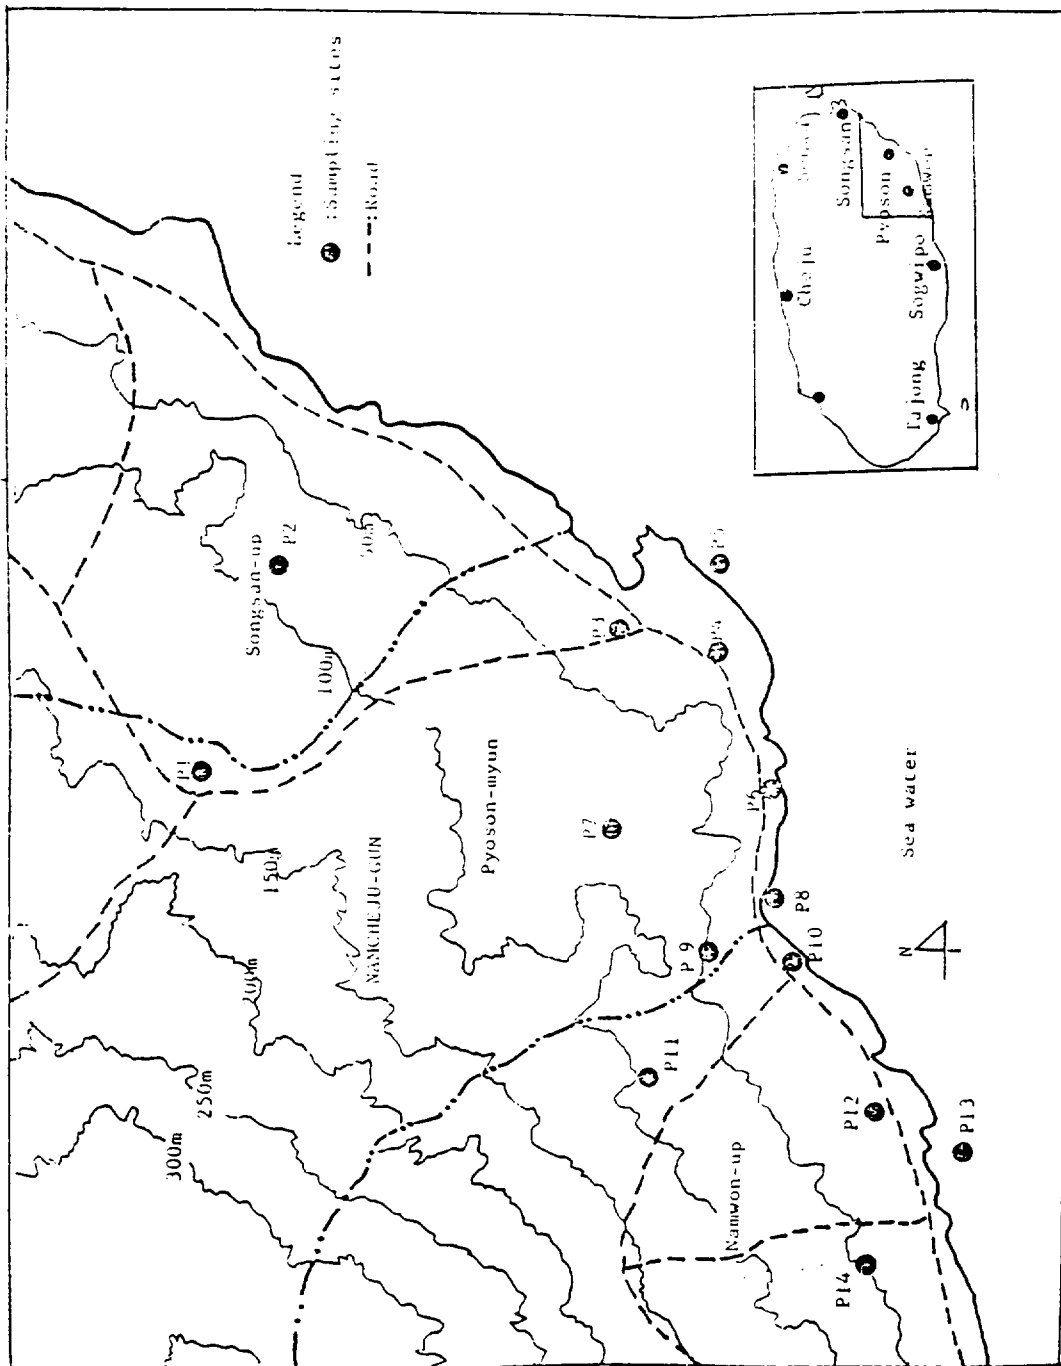 Legend
:Sampling sites
:Road
Songsan-up
P2
50m
100m
P1
150m
NAMCHEJU-GUN
200m
250m
300m
Pyoson-myun
P3
P4
P5
P6
P7
P8
P9
P10
P11
P12
P13
P14
Namwon-up
Sea water
N
Cheju
Songsan
Pyoson
Sogwipo